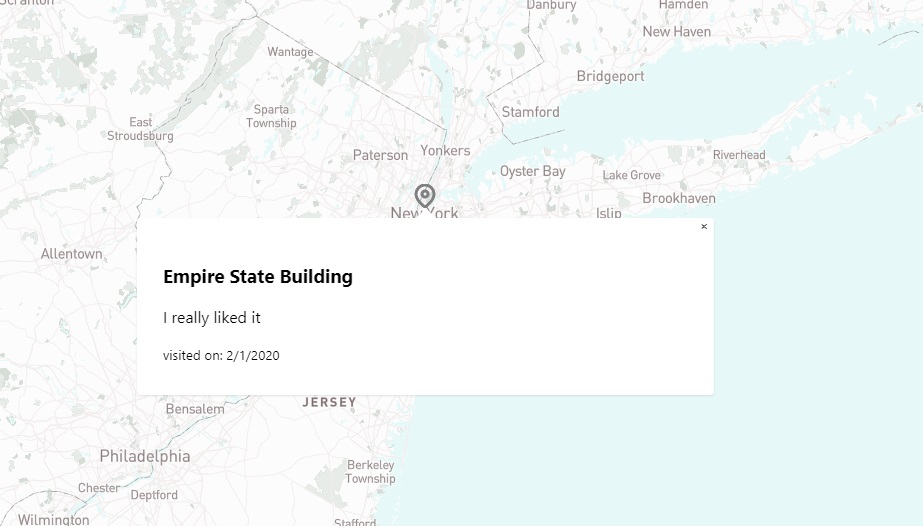 Scranton
Danbury
Hamden
New Haven
Wantage
Bridgeport
Sparta
Township
Stamford
East
Stroudsburg
Paterson
Yonkers
Riverhead
Oyster Bay
Lake Grove
Brookhaven
New York
Islip
Allentown
×
Empire State Building
I really liked it
visited on: 2/1/2020
JERSEY
Bensalem
Philadelphia
Berkeley
Township
Chester
Deptford
Wilmington
Stafford